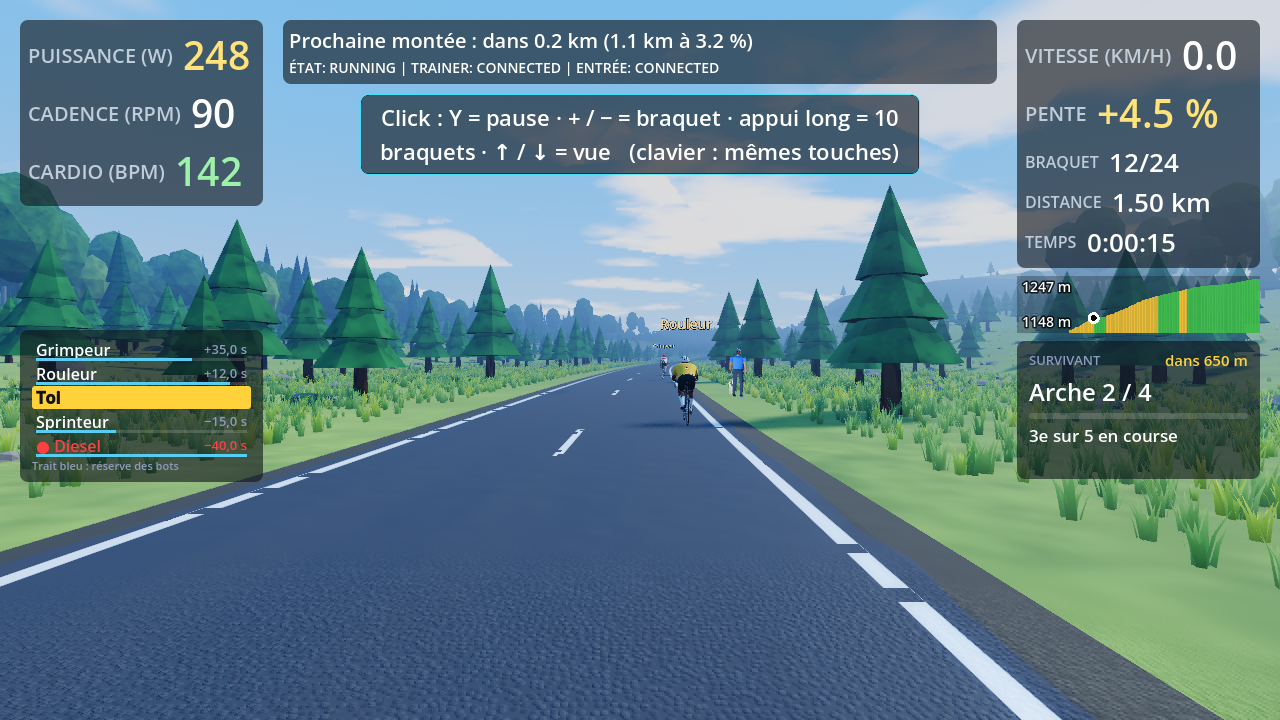 PUISSANCE (W) 248
CADENCE (RPM) 90
CARDIO (BPM) 142
Prochaine montée : dans 0.2 km (1.1 km à 3.2 %)
ÉTAT: RUNNING | TRAINER: CONNECTED | ENTRÉE: CONNECTED
Click : Y = pause · + / − = braquet · appui long = 10
braquets · ↑ / ↓ = vue (clavier : mêmes touches)
VITESSE (KM/H) 0.0
PENTE +4.5 %
BRAQUET 12/24
DISTANCE 1.50 km
TEMPS 0:00:15
1247 m
1148 m
SURVIVANT dans 650 m
Arche 2 / 4
3e sur 5 en course
Rouleur
Grimpeur +35,0 s
Rouleur +12,0 s
Toi
Sprinteur −15,0 s
Diesel −40,0 s
Trait bleu : réserve des bots